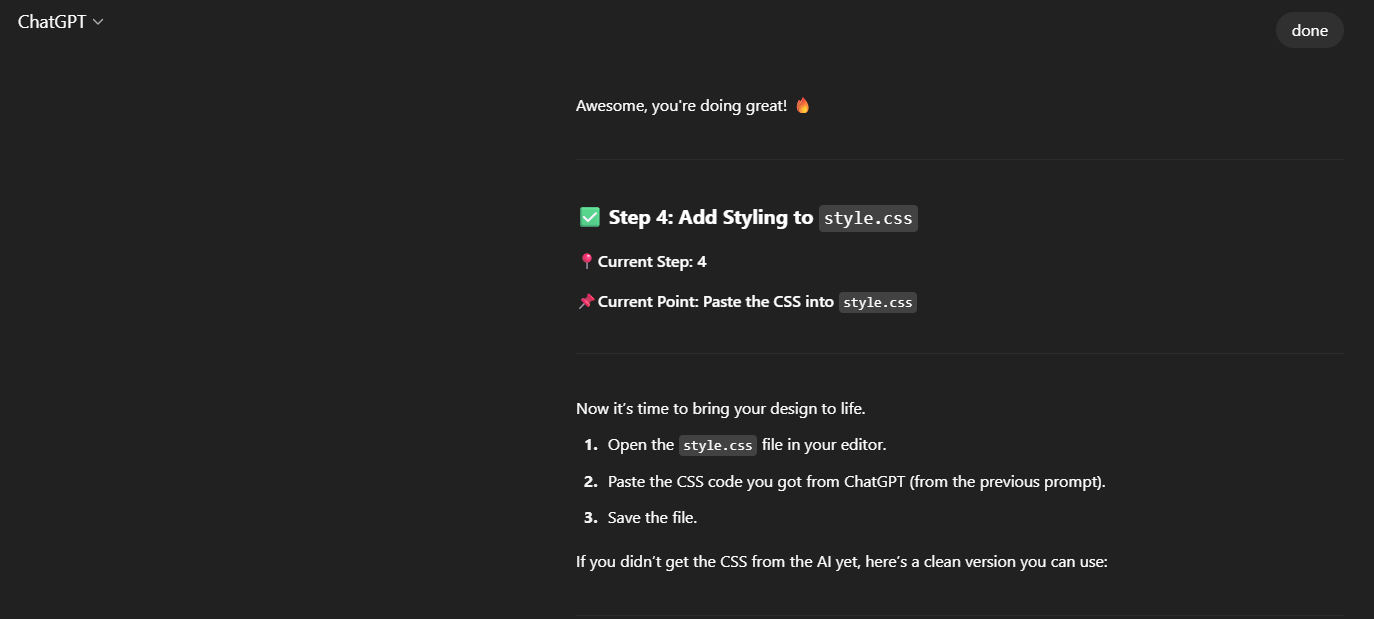 ChatGPT
done
Awesome, you're doing great! 🔥
✅ Step 4: Add Styling to style.css
📍 Current Step: 4
📌 Current Point: Paste the CSS into style.css
Now it's time to bring your design to life.
1. Open the style.css file in your editor.
2. Paste the CSS code you got from ChatGPT (from the previous prompt).
3. Save the file.
If you didn't get the CSS from the AI yet, here's a clean version you can use: